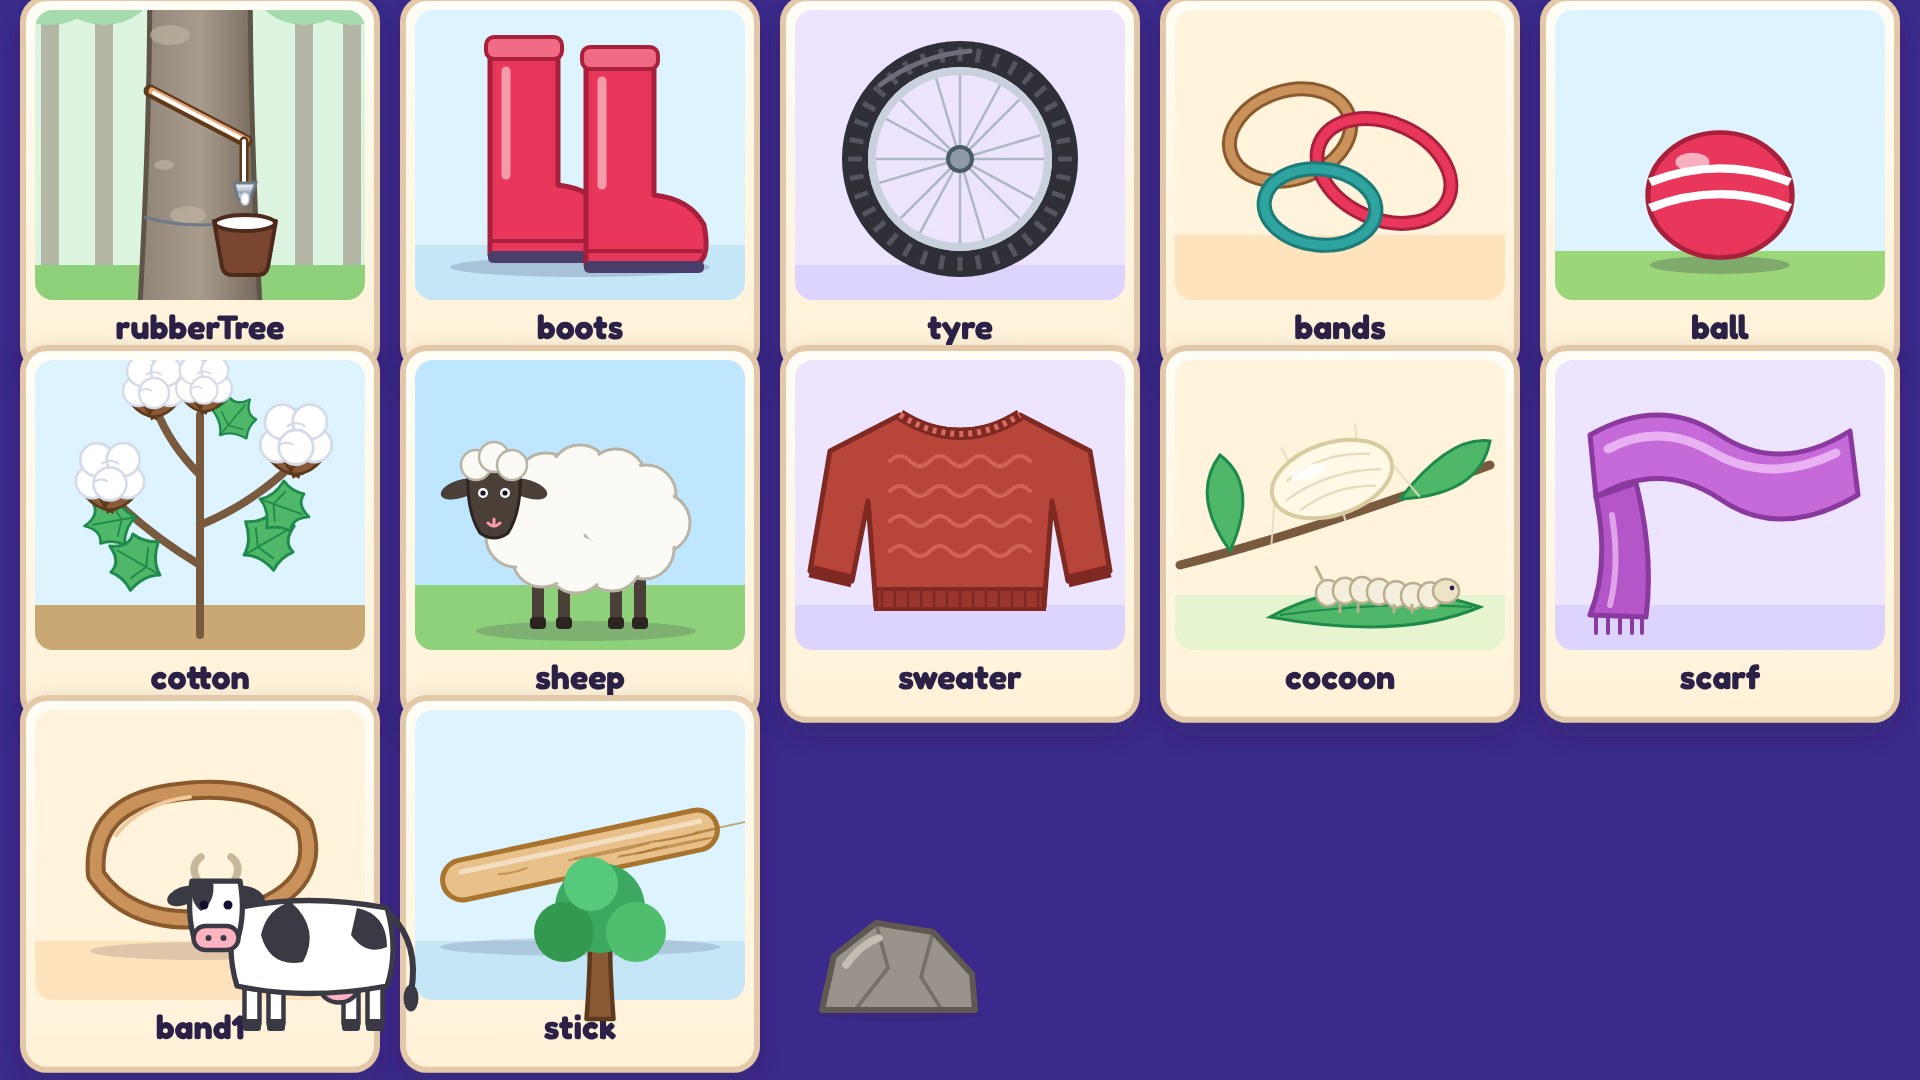 rubberTree
boots
tyre
bands
ball
cotton
sheep
sweater
cocoon
scarf
band1
stick